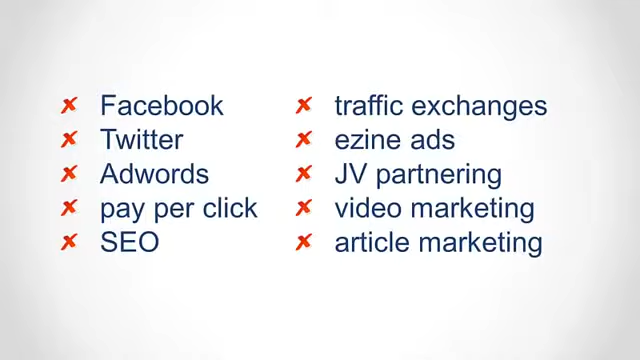 Facebook
Twitter
Adwords
pay per click
SEO
traffic exchanges
ezine ads
JV partnering
video marketing
article marketing